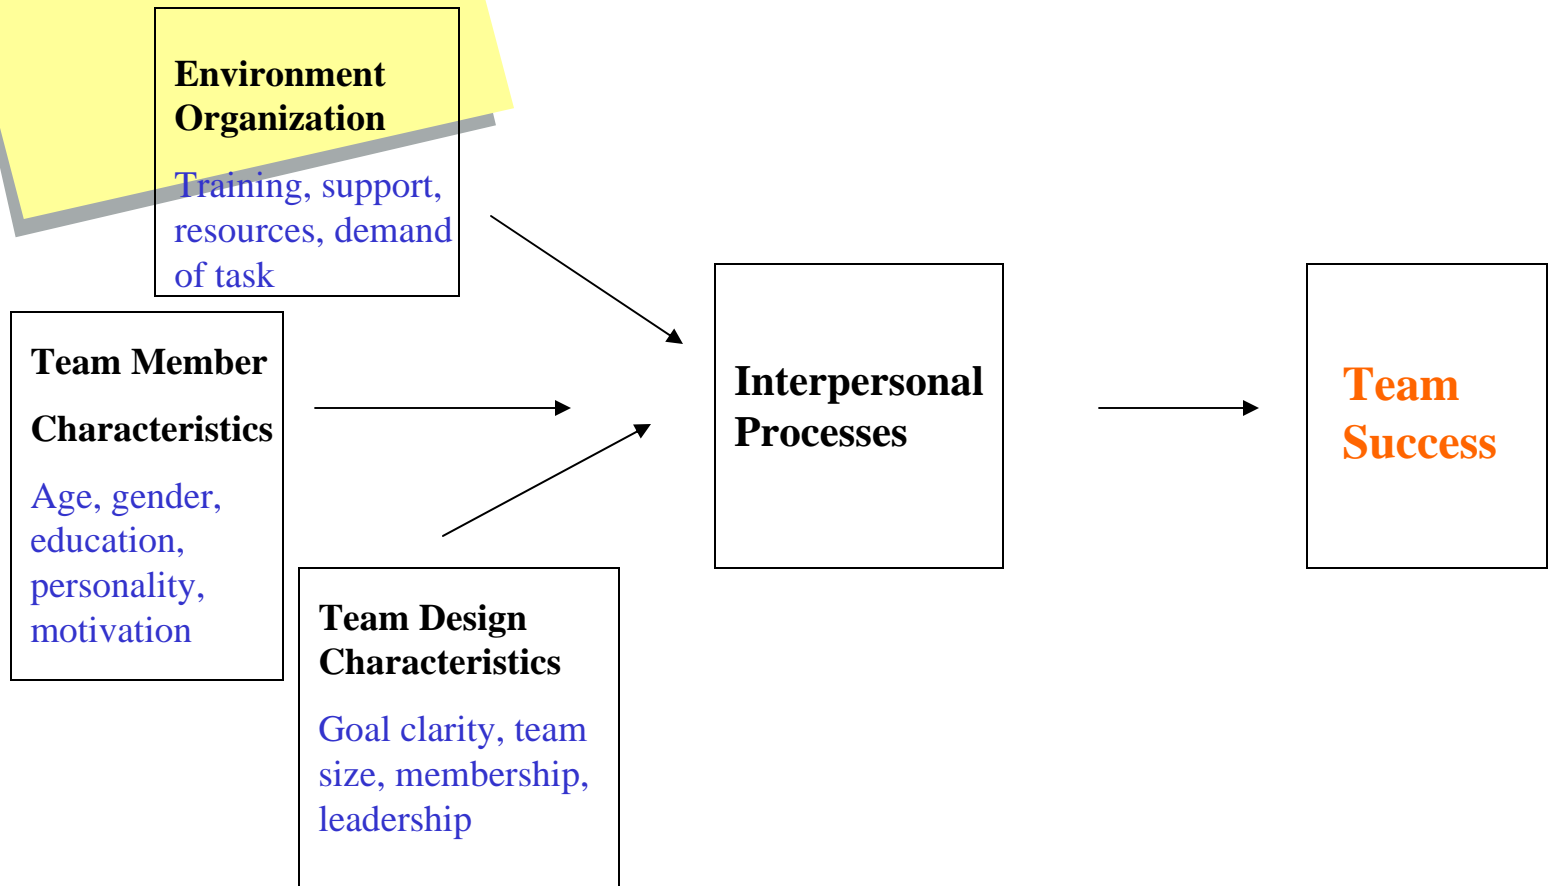 Environment
Organization
Training, support,
resources, demand
of task
Team Member
Characteristics
Age, gender,
education,
personality,
motivation
Team Design
Characteristics
Goal clarity, team
size, membership,
leadership
Interpersonal
Processes
Team
Success